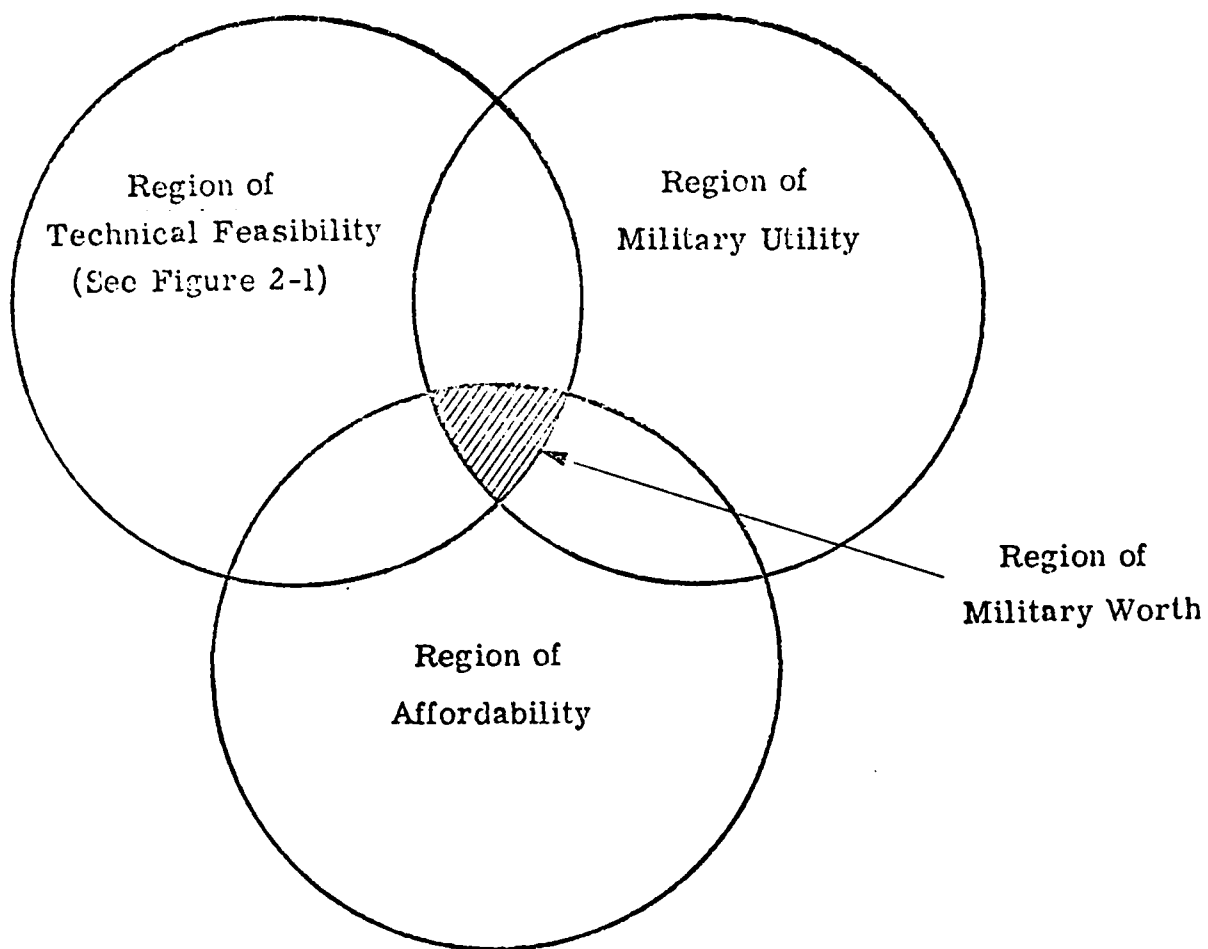 Region of
Technical Feasibility
(See Figure 2-1)
Region of
Military Utility
Region of
Military Worth
Region of
Affordability